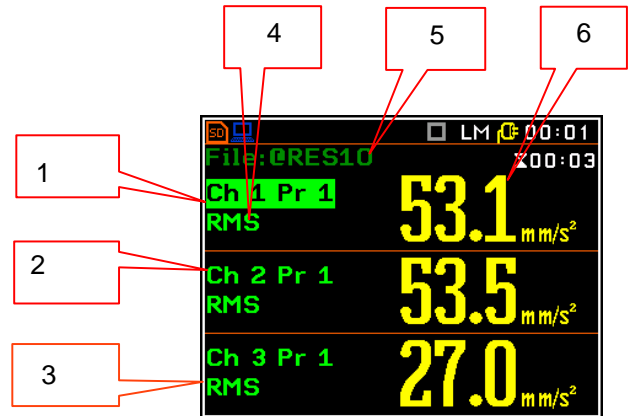 4 5 6
SD LM 00:01
File:@RES10 00:03
1 Ch 1 Pr 1
RMS 53.1 mm/s²
2 Ch 2 Pr 1
RMS 53.5 mm/s²
3 Ch 3 Pr 1
RMS 27.0 mm/s²